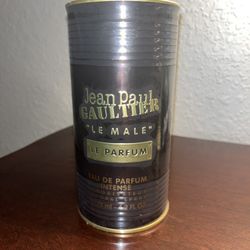 Jean Paul
GAULTIER
"LE MALE"
LE PARFUM
EAU DE PARFUM
INTENSE